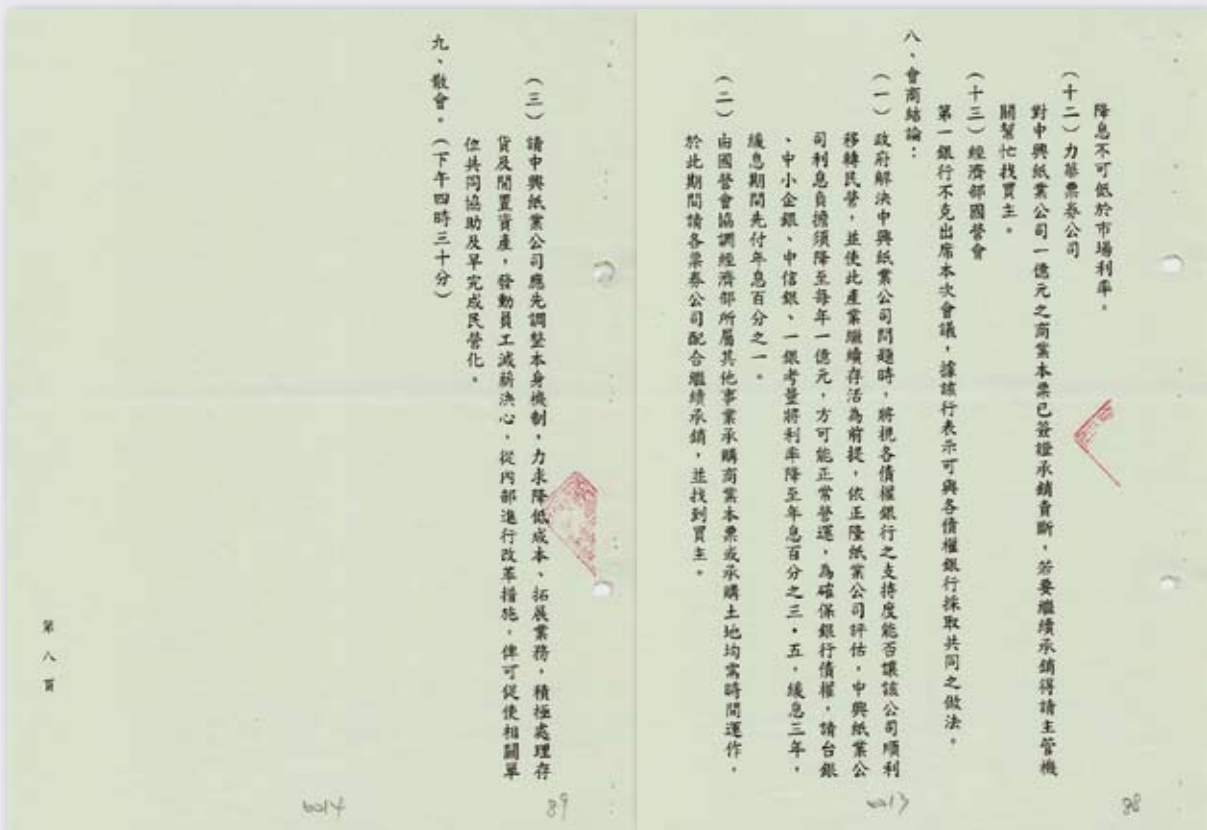 降息不可低於市場利率。
(十二)力華票券公司
對中興紙業公司一億元之商業本票已簽證承銷賣斷，若要繼續承銷得請主管機
關幫忙找買主。
(十三)經濟部國營會
第一銀行不克出席本次會議，據該行表示可與各債權銀行採取共同之做法。
八、會商結論：
(一)政府解決中興紙業公司問題時，將視各債權銀行之支持度能否讓該公司順利
移轉民營，並使此產業繼續存活為前提，依正隆紙業公司評估，中興紙業公
司利息負擔須降至每年一億元，方可能正常營運，為確保銀行債權，請台銀
、中小企銀、中信銀、一銀考量將利率降至年息百分之三・五，緩息三年，
緩息期間先付年息百分之一。
(二)由國營會協調經濟部所屬其他事業承購商業本票或承購土地均需時間運作，
於此期間請各票券公司配合繼續承銷，並找到買主。
88
(三)請中興紙業公司應先調整本身機制，力求降低成本、拓展業務，積極處理存
貨及閒置資產，發動員工減薪決心，從內部進行改革措施，俾可促使相關單
位共同協助及早完成民營化。
九、散會。(下午四時三十分)
第八頁
89